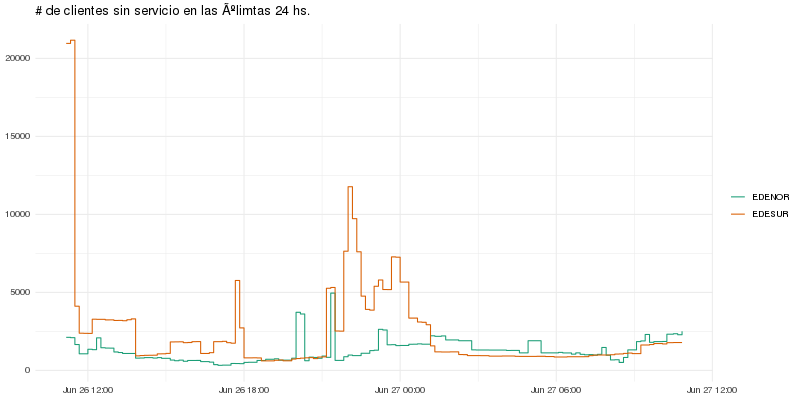 # de clientes sin servicio en las Ãºlimtas 24 hs.
20000
15000
10000
5000
0
Jun 26 12:00
Jun 26 18:00
Jun 27 00:00
Jun 27 06:00
Jun 27 12:00
EDENOR
EDESUR